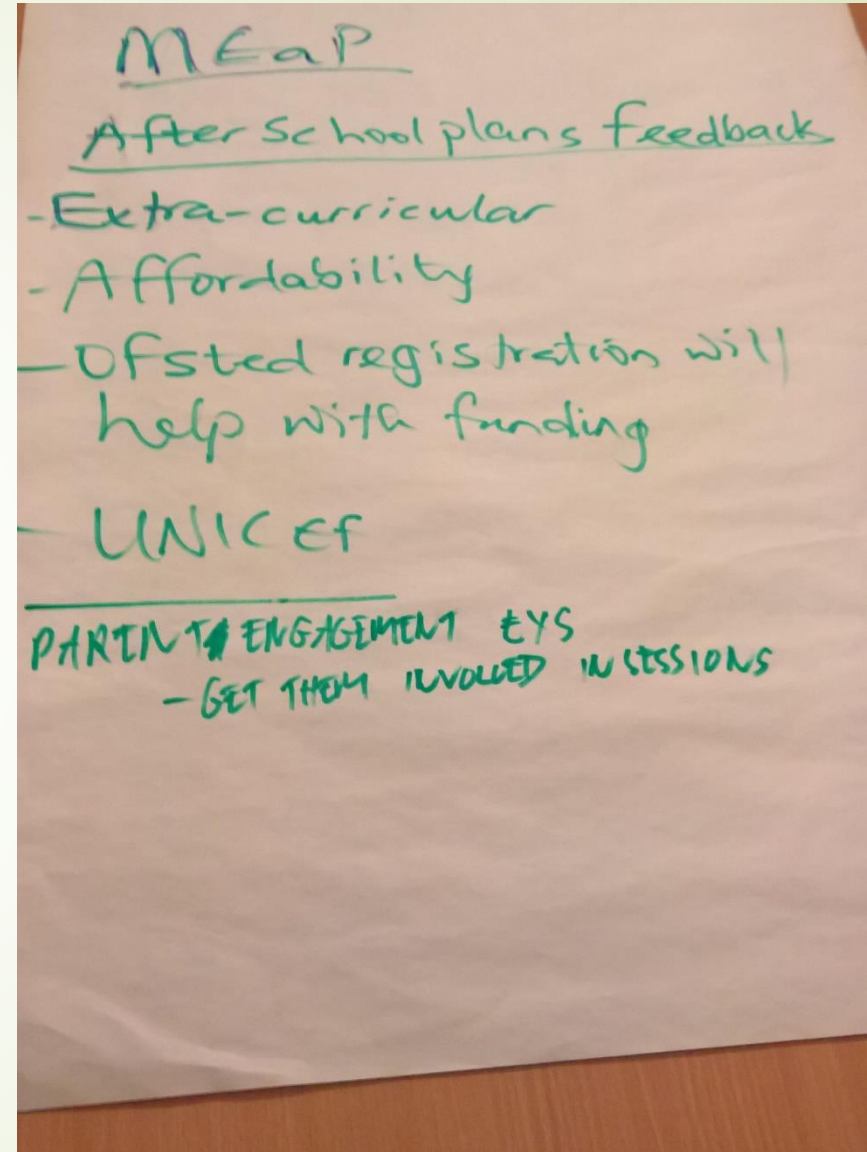 MEaP
After School plans feedback
- Extra-curricular
- Affordability
- Ofsted registration will
help with funding
- UNICEf
PARENT ENGAGEMENT EYS
- GET THEM INVOLVED IN SESSIONS